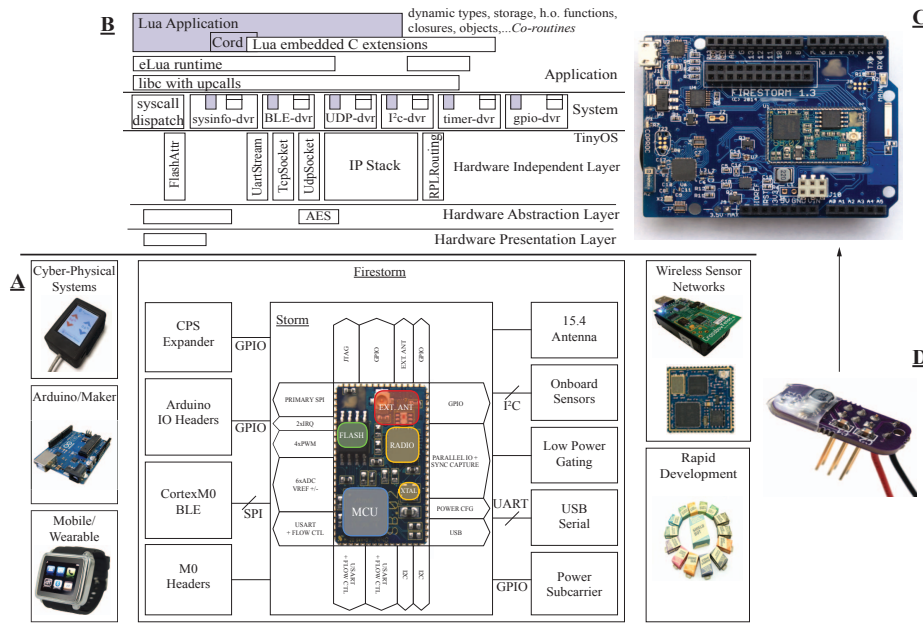 B
Lua Application
Cord
Lua embedded C extensions
dynamic types, storage, h.o. functions,
closures, objects,...Co-routines
eLua runtime
libc with upcalls
Application
syscall
dispatch
sysinfo-dvr
BLE-dvr
UDP-dvr
I²c-dvr
timer-dvr
gpio-dvr
System
TinyOS
FlashAttr
UartStream
TcpSocket
UdpSocket
IP Stack
RPLRouting
Hardware Independent Layer
AES
Hardware Abstraction Layer
Hardware Presentation Layer
C
FIRESTORM 1.3
(C) 2014
3.5V MAX
A
Cyber-Physical
Systems
Arduino/Maker
Mobile/
Wearable
Firestorm
CPS
Expander
GPIO
Arduino
IO Headers
GPIO
CortexM0
BLE
SPI
M0
Headers
Storm
JTAG
GPIO
EXT ANT
GPIO
PRIMARY SPI
2xIRQ
4xPWM
6xADC
VREF +/-
USART
+ FLOW CTL
EXT. ANT
FLASH
RADIO
XTAL
MCU
GPIO
PARALLEL IO +
SYNC CAPTURE
POWER CFG
USB
USART
+ FLOW CTL
USART
+ FLOW CTL
I2C
I2C
15.4
Antenna
I²C
Onboard
Sensors
Low Power
Gating
UART
USB
Serial
GPIO
Power
Subcarrier
Wireless Sensor
Networks
Rapid
Development
D